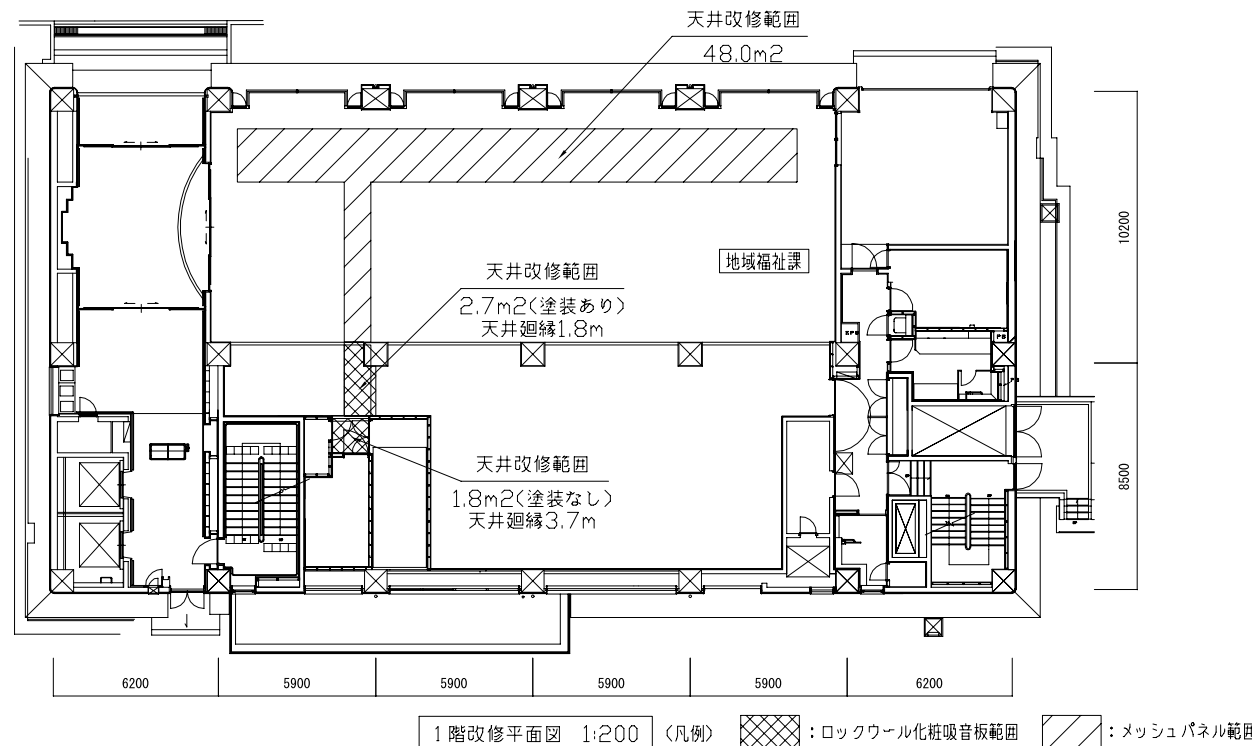 天井改修範囲
48.0m2
地域福祉課
天井改修範囲
2.7m2(塗装あり)
天井廻縁1.8m
EPS
PS
天井改修範囲
1.8m2(塗装なし)
天井廻縁3.7m
10200
8500
6200
5900
5900
5900
5900
6200
1階改修平面図 1:200 (凡例) :ロックウール化粧吸音板範囲 :メッシュパネル範囲